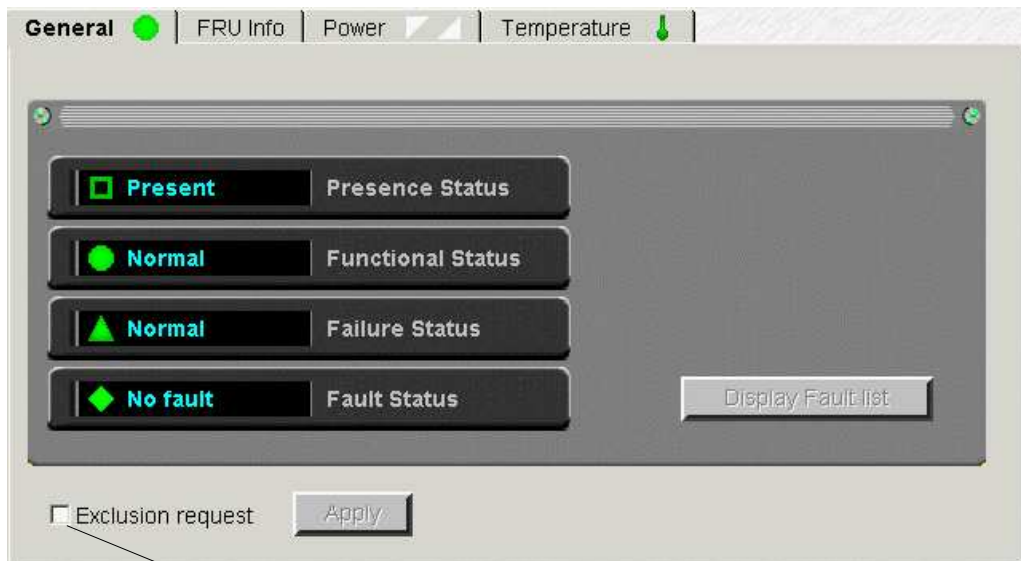 General FRU Info Power Temperature
Present Presence Status
Normal Functional Status
Normal Failure Status
No fault Fault Status
Display Fault list
Exclusion request Apply